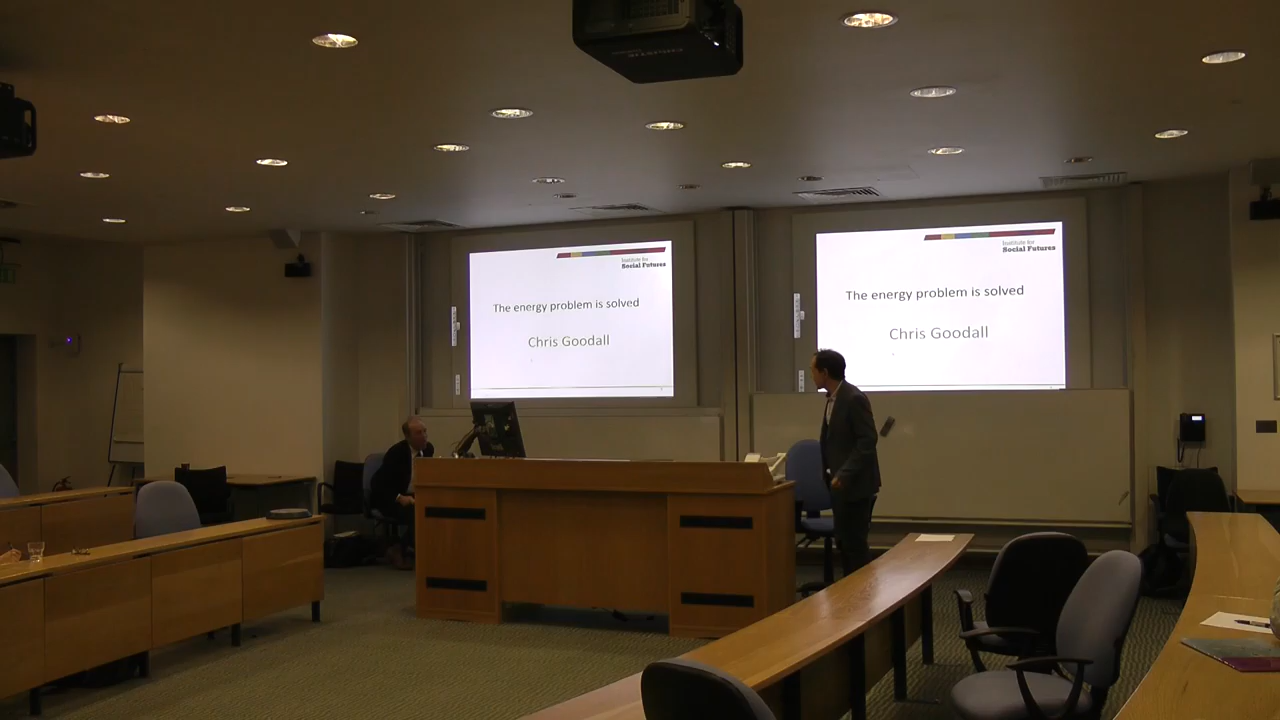 Institute for
Social Futures
The energy problem is solved
Chris Goodall
Institute for
Social Futures
The energy problem is solved
Chris Goodall
CHRISTIE